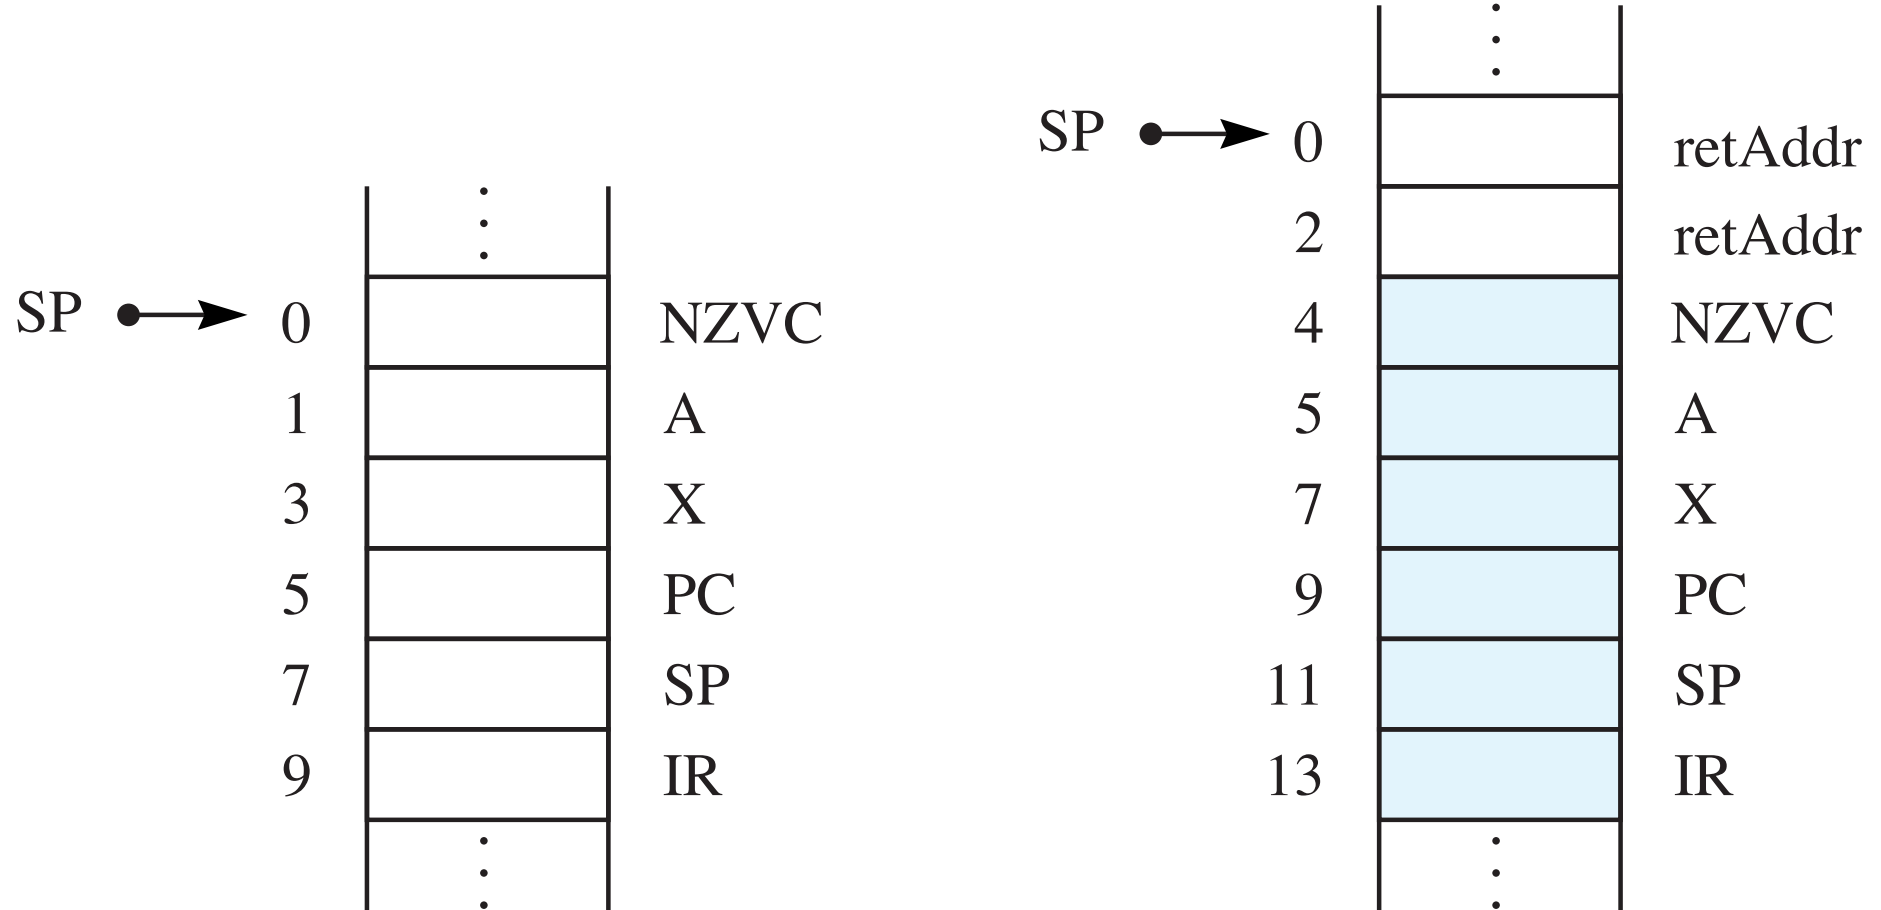 SP 0 NZVC
1 A
3 X
5 PC
7 SP
9 IR
SP 0 retAddr
2 retAddr
4 NZVC
5 A
7 X
9 PC
11 SP
13 IR